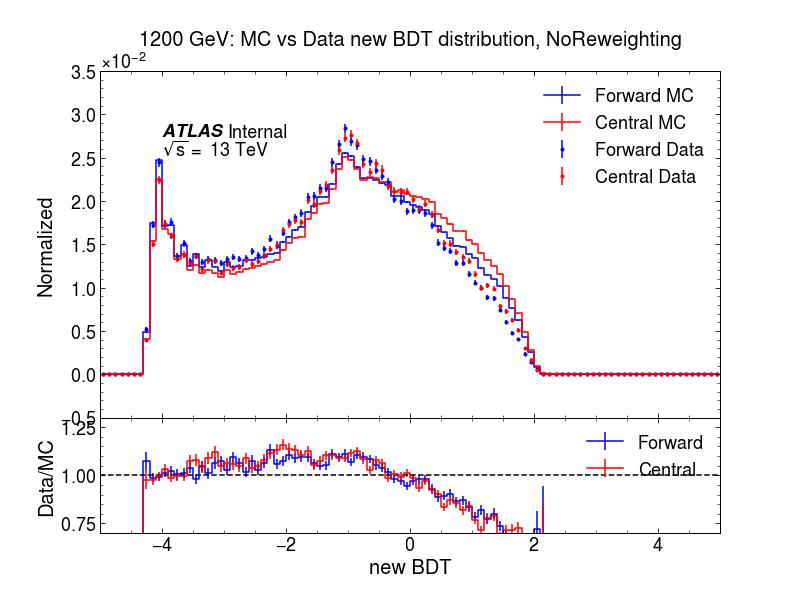 1200 GeV: MC vs Data new BDT distribution, NoReweighting
×10⁻²
3.5
3.0
2.5
2.0
1.5
1.0
0.5
0.0
−0.5
Normalized
ATLAS Internal
√s = 13 TeV
Forward MC
Central MC
Forward Data
Central Data
1.25
1.00
0.75
Data/MC
Forward
Central
−4 −2 0 2 4
new BDT